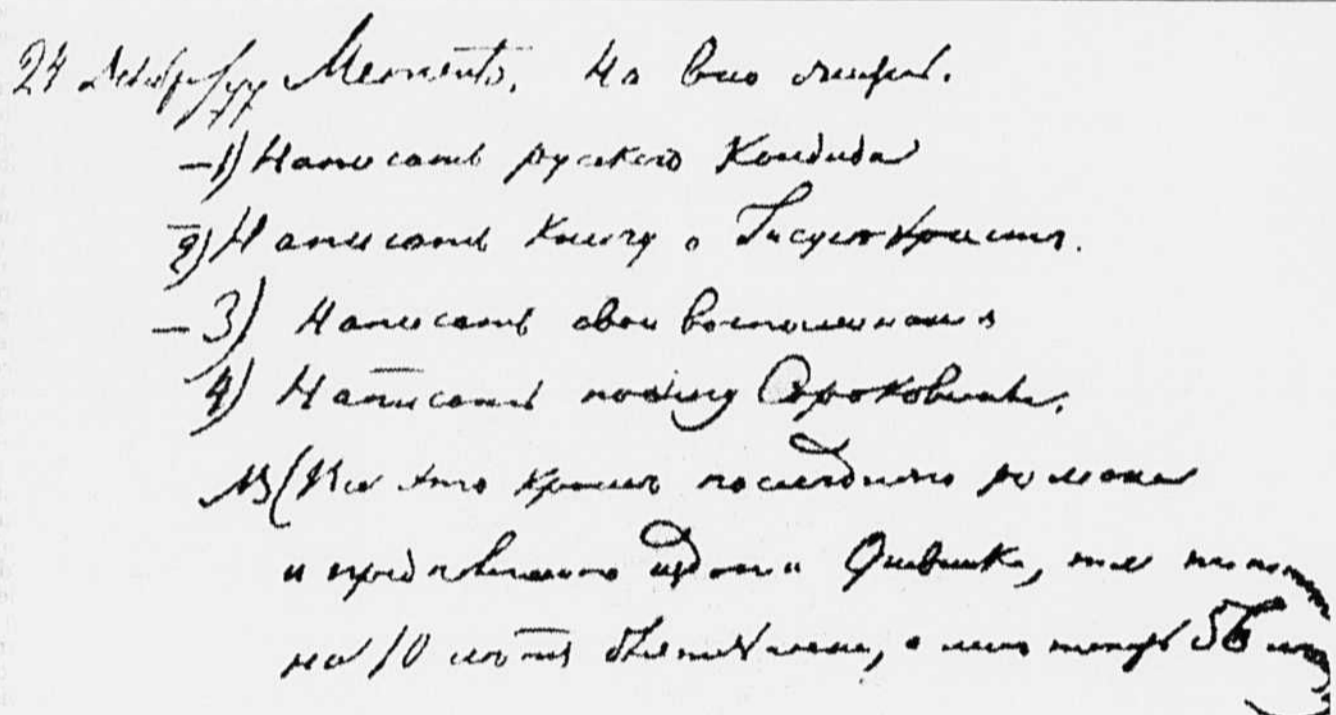 24 декабря/77 Memento. На всю жизнь.
— 1) Написать русского Кандида
2) Написать книгу о Іисусѣ Христѣ.
— 3) Написать свои воспоминанія
4) Написать поэму Сороковины.
NB (Все это кромѣ послѣдняго романа
и предполагаемаго изданія Дневника, т. е. minimum
на 10 лѣтъ дѣятельности, а мнѣ теперь 56 лѣтъ)